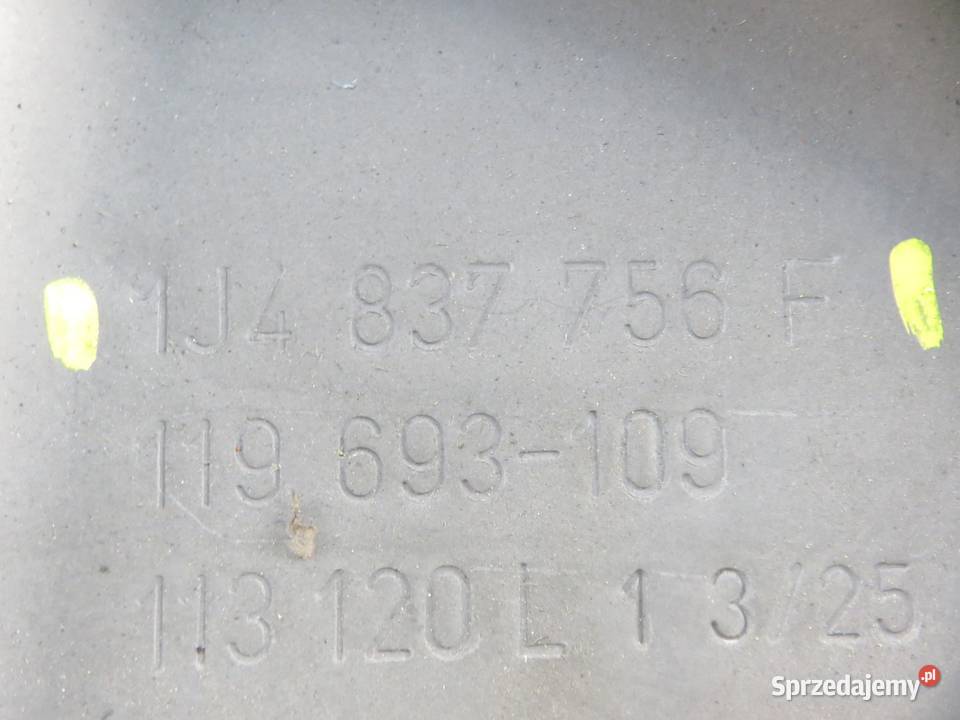 1J4 837 756 F
119 693-109
113 120 L 1 3/25
Sprzedajemy.pl